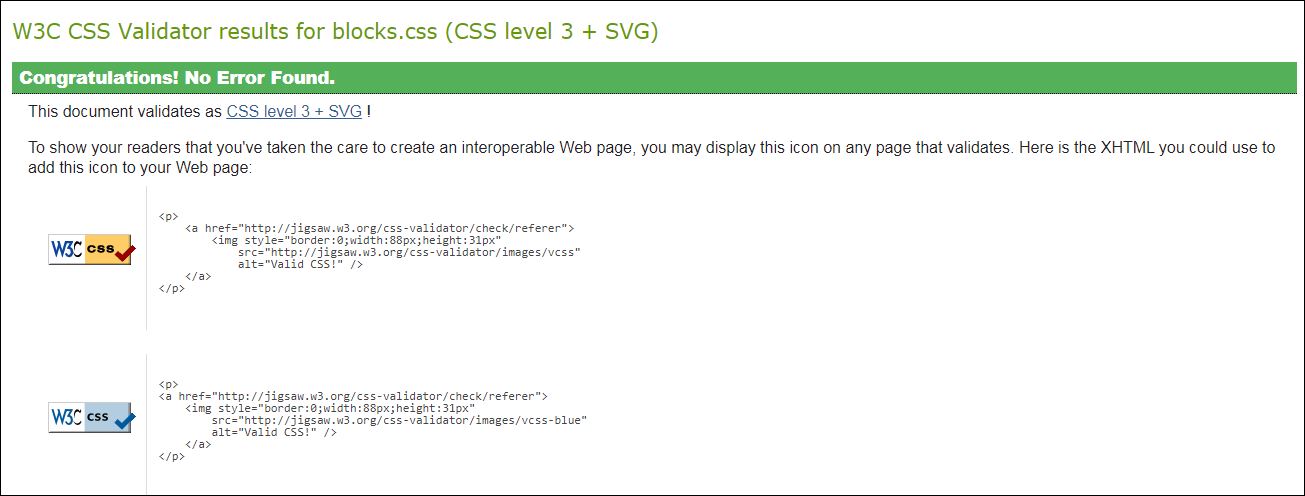 W3C CSS Validator results for blocks.css (CSS level 3 + SVG)
Congratulations! No Error Found.
This document validates as CSS level 3 + SVG !
To show your readers that you've taken the care to create an interoperable Web page, you may display this icon on any page that validates. Here is the XHTML you could use to
add this icon to your Web page:
W3C css
<p>
    <a href="http://jigsaw.w3.org/css-validator/check/referer">
        <img style="border:0;width:88px;height:31px"
            src="http://jigsaw.w3.org/css-validator/images/vcss"
            alt="Valid CSS!" />
    </a>
</p>
W3C css
<p>
<a href="http://jigsaw.w3.org/css-validator/check/referer">
    <img style="border:0;width:88px;height:31px"
        src="http://jigsaw.w3.org/css-validator/images/vcss-blue"
        alt="Valid CSS!" />
    </a>
</p>